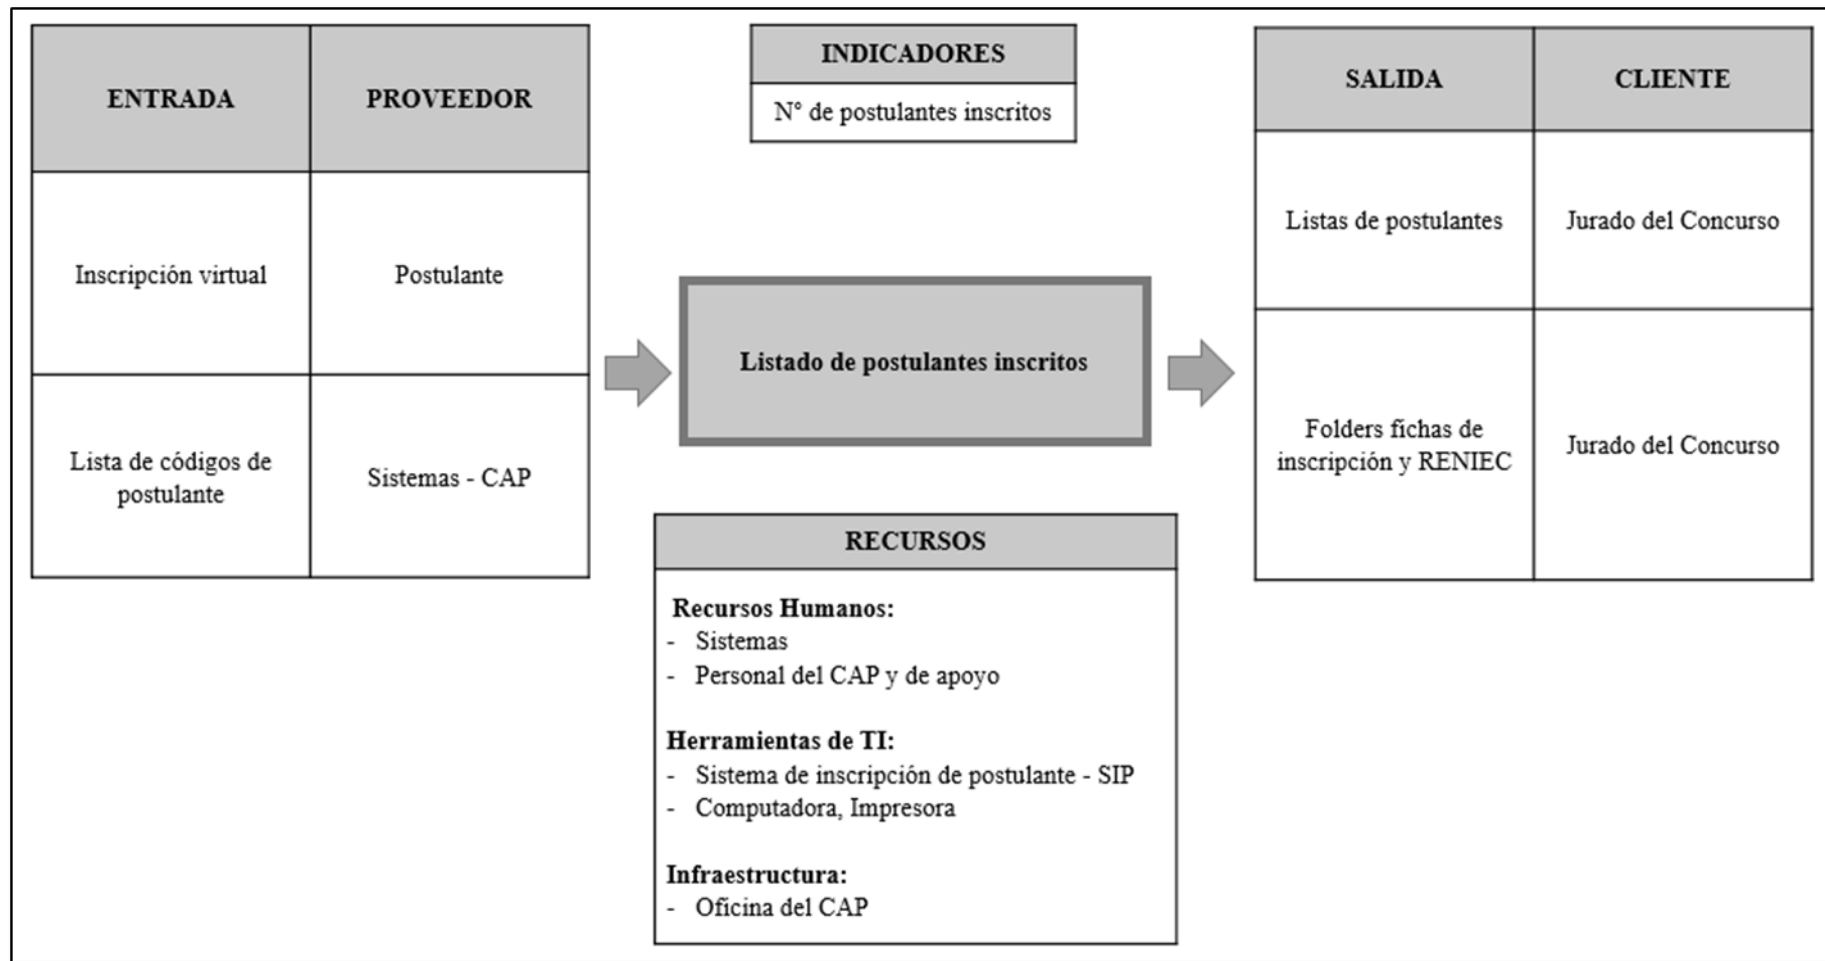 ENTRADA
PROVEEDOR
Inscripción virtual
Postulante
Lista de códigos de
postulante
Sistemas - CAP
INDICADORES
N° de postulantes inscritos
Listado de postulantes inscritos
RECURSOS
Recursos Humanos:
- Sistemas
- Personal del CAP y de apoyo
Herramientas de TI:
- Sistema de inscripción de postulante - SIP
- Computadora, Impresora
Infraestructura:
- Oficina del CAP
SALIDA
CLIENTE
Listas de postulantes
Jurado del Concurso
Folders fichas de
inscripción y RENIEC
Jurado del Concurso